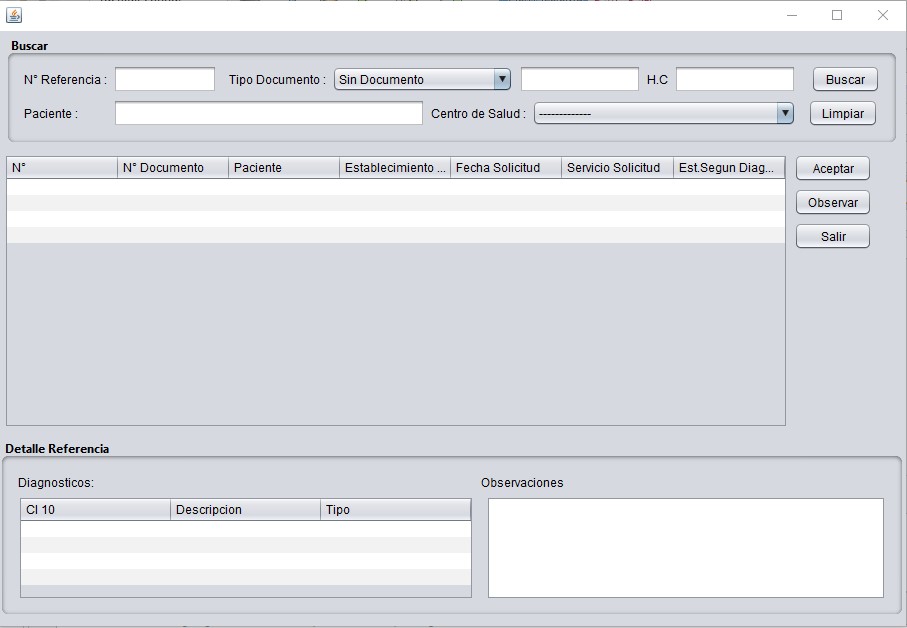 Buscar
N° Referencia : Tipo Documento : Sin Documento H.C Buscar
Paciente : Centro de Salud : ------------- Limpiar
N° N° Documento Paciente Establecimiento ... Fecha Solicitud Servicio Solicitud Est.Segun Diag... Aceptar
Observar
Salir
Detalle Referencia
Diagnosticos: Observaciones
CI 10 Descripcion Tipo